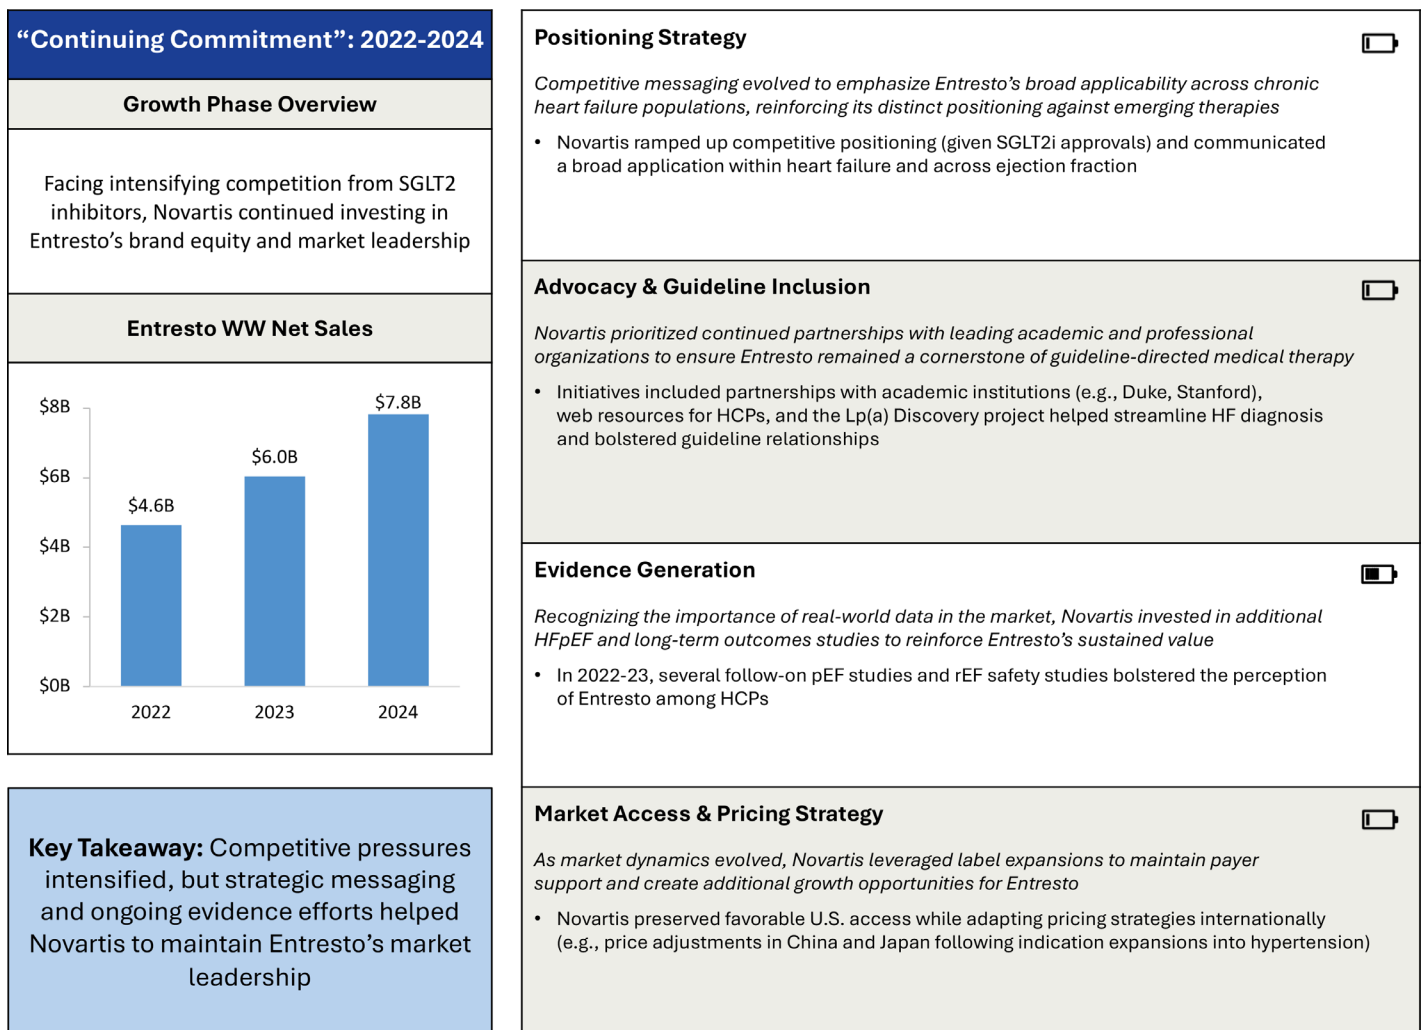 “Continuing Commitment”: 2022-2024
Growth Phase Overview
Facing intensifying competition from SGLT2
inhibitors, Novartis continued investing in
Entresto’s brand equity and market leadership
Entresto WW Net Sales
$8B
$6B
$4B
$2B
$0B
$4.6B
$6.0B
$7.8B
2022
2023
2024
Key Takeaway: Competitive pressures
intensified, but strategic messaging
and ongoing evidence efforts helped
Novartis to maintain Entresto’s market
leadership
Positioning Strategy
Competitive messaging evolved to emphasize Entresto’s broad applicability across chronic
heart failure populations, reinforcing its distinct positioning against emerging therapies
• Novartis ramped up competitive positioning (given SGLT2i approvals) and communicated
a broad application within heart failure and across ejection fraction
Advocacy & Guideline Inclusion
Novartis prioritized continued partnerships with leading academic and professional
organizations to ensure Entresto remained a cornerstone of guideline-directed medical therapy
• Initiatives included partnerships with academic institutions (e.g., Duke, Stanford),
web resources for HCPs, and the Lp(a) Discovery project helped streamline HF diagnosis
and bolstered guideline relationships
Evidence Generation
Recognizing the importance of real-world data in the market, Novartis invested in additional
HFpEF and long-term outcomes studies to reinforce Entresto’s sustained value
• In 2022-23, several follow-on pEF studies and rEF safety studies bolstered the perception
of Entresto among HCPs
Market Access & Pricing Strategy
As market dynamics evolved, Novartis leveraged label expansions to maintain payer
support and create additional growth opportunities for Entresto
• Novartis preserved favorable U.S. access while adapting pricing strategies internationally
(e.g., price adjustments in China and Japan following indication expansions into hypertension)